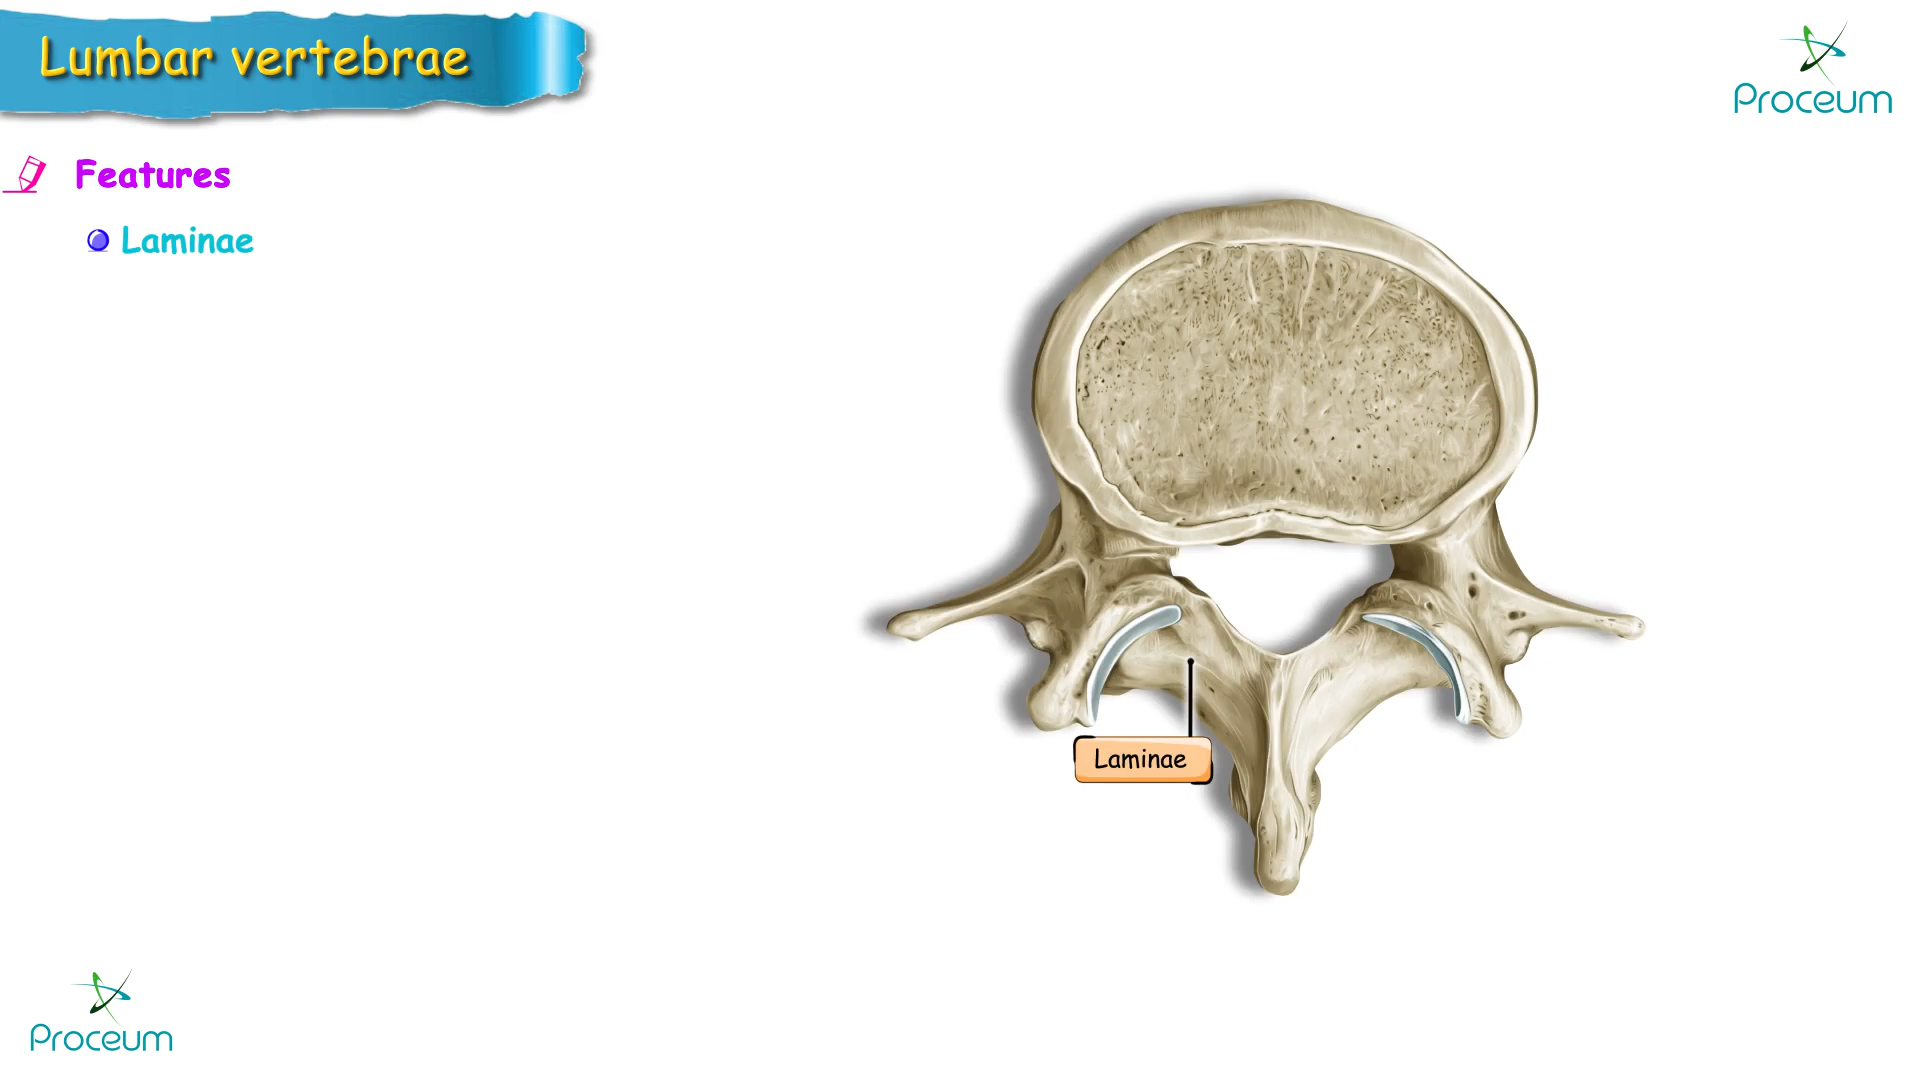 Lumbar vertebrae
Proceum
Features
Laminae
Laminae
Proceum